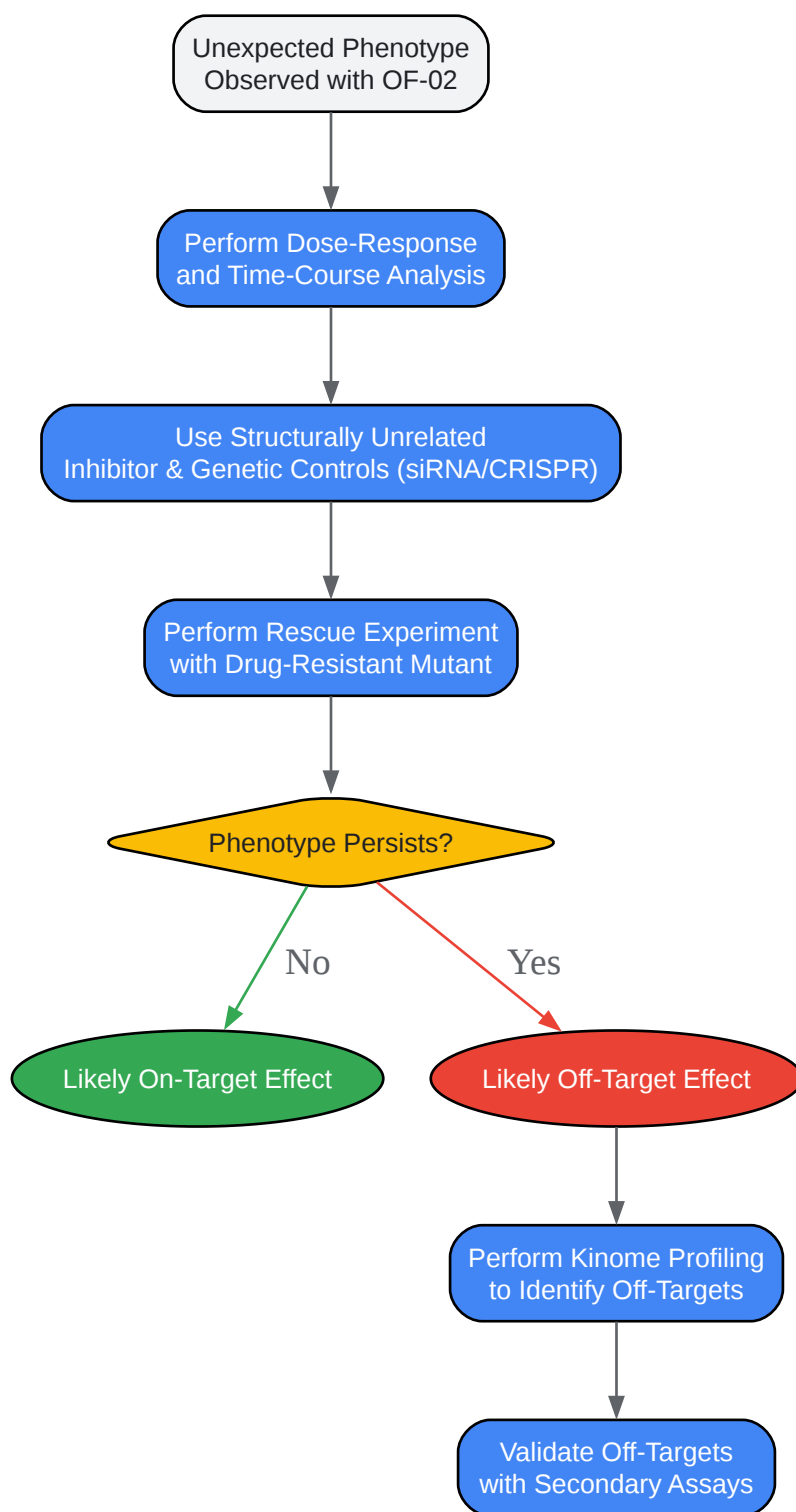 Unexpected Phenotype
Observed with OF-02
Perform Dose-Response
and Time-Course Analysis
Use Structurally Unrelated
Inhibitor & Genetic Controls (siRNA/CRISPR)
Perform Rescue Experiment
with Drug-Resistant Mutant
Phenotype Persists?
No
Yes
Likely On-Target Effect
Likely Off-Target Effect
Perform Kinome Profiling
to Identify Off-Targets
Validate Off-Targets
with Secondary Assays